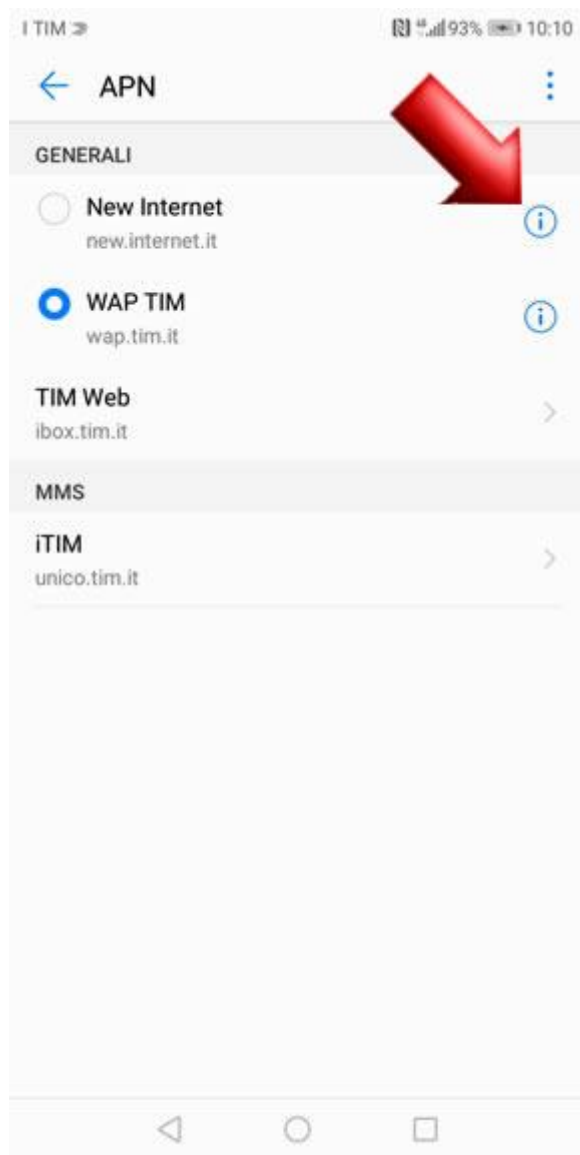 I TIM 93% 10:10
APN
GENERALI
New Internet
new.internet.it
WAP TIM
wap.tim.it
TIM Web
ibox.tim.it
MMS
iTIM
unico.tim.it